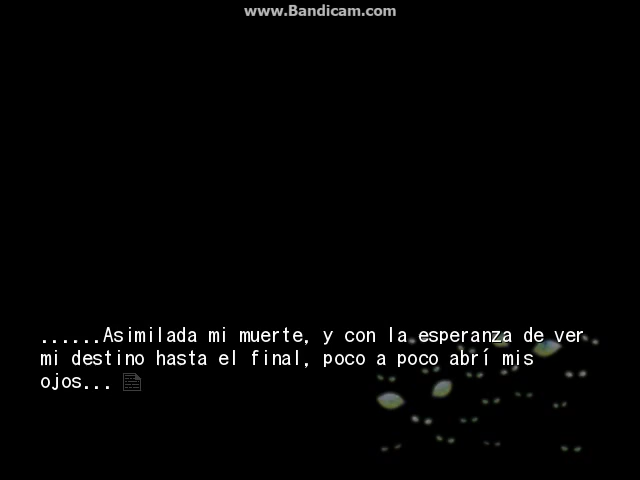 www.Bandicam.com
......Asimilada mi muerte, y con la esperanza de ver
mi destino hasta el final, poco a poco abrí mis
ojos...